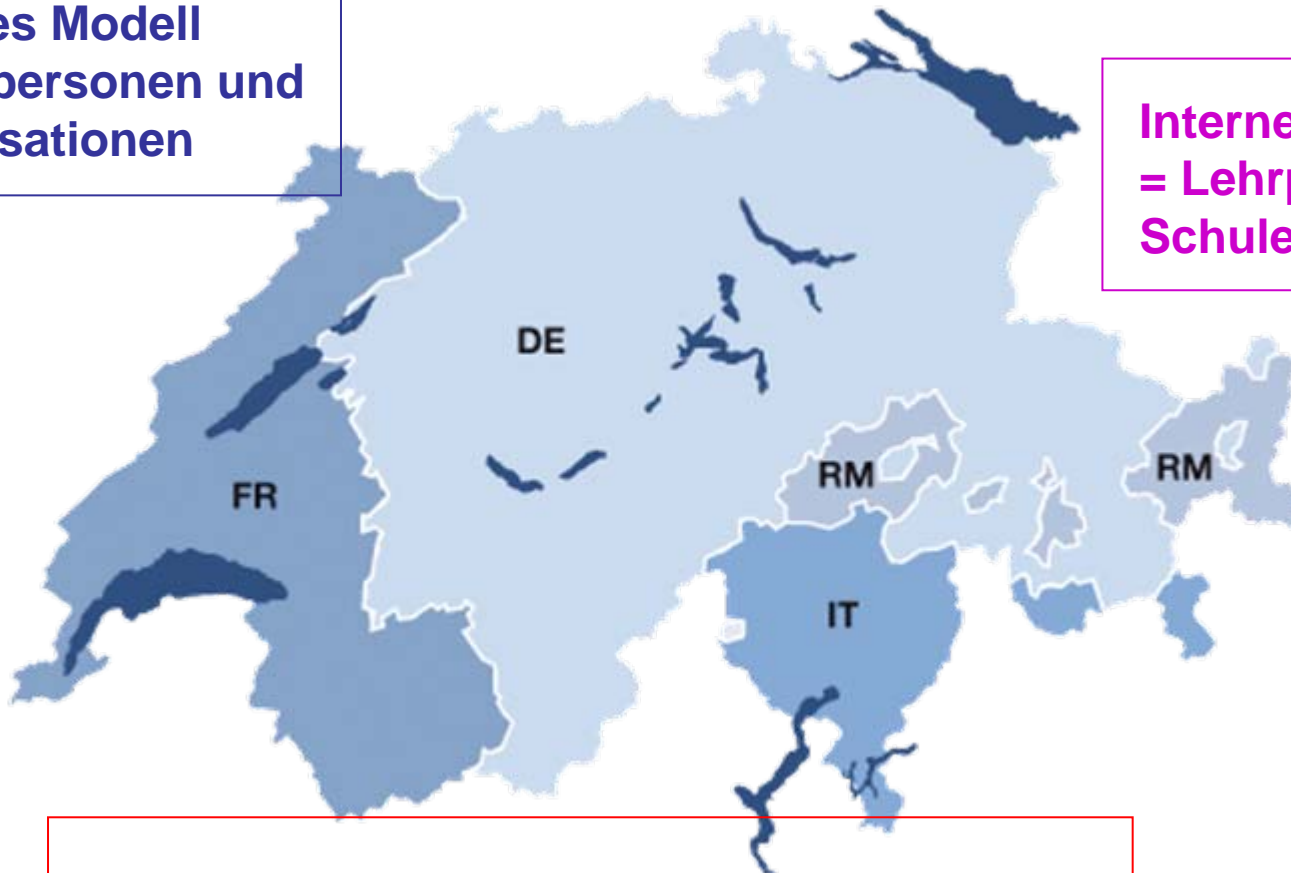 es Modell
personen und
sationen
Interne
= Lehrp
Schule
DE
FR
RM
RM
IT